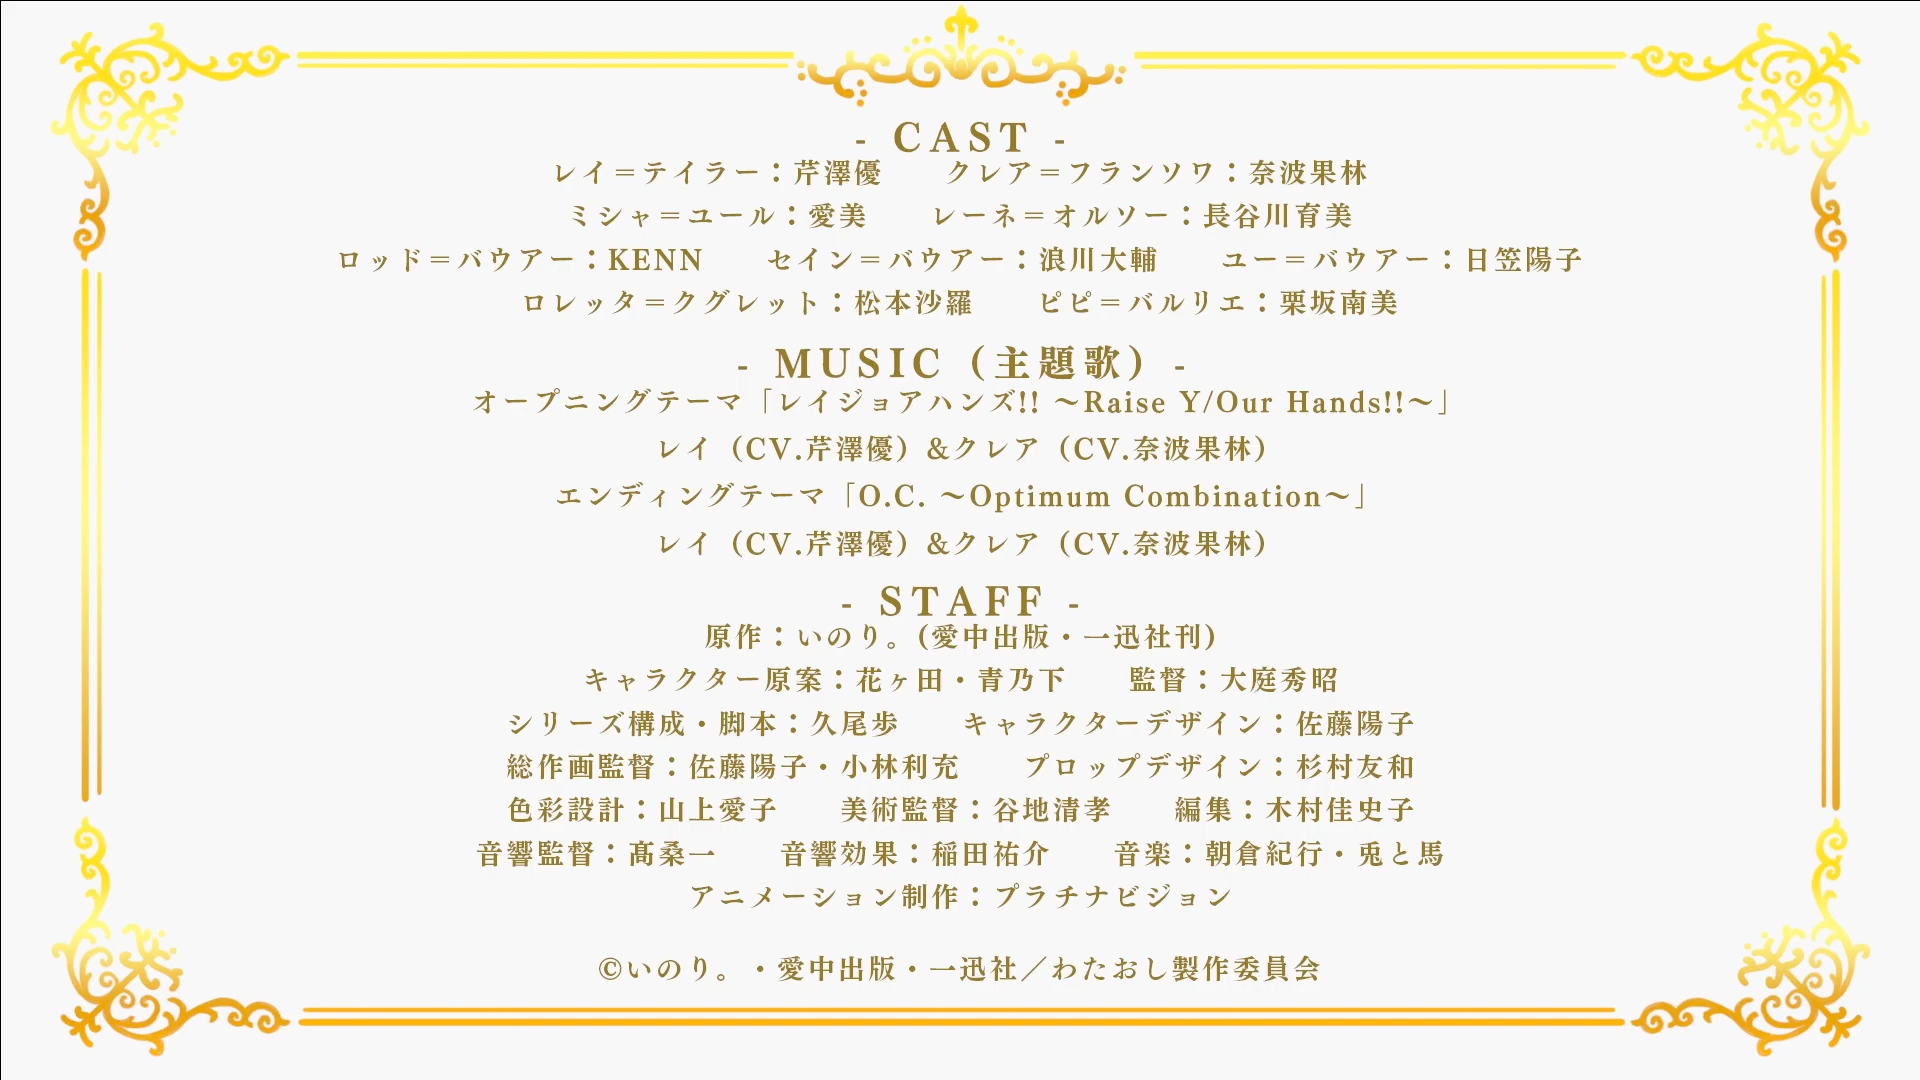 - CAST -
レイ＝テイラー：芹澤優　　クレア＝フランソワ：奈波果林
ミシャ＝ユール：愛美　　レーネ＝オルソー：長谷川育美
ロッド＝バウアー：KENN　　セイン＝バウアー：浪川大輔　　ユー＝バウアー：日笠陽子
ロレッタ＝クグレット：松本沙羅　　ピピ＝バルリエ：栗坂南美
- MUSIC（主題歌）-
オープニングテーマ「レイジョアハンズ!! ～Raise Y/Our Hands!!～」
レイ（CV.芹澤優）&クレア（CV.奈波果林）
エンディングテーマ「O.C. ～Optimum Combination～」
レイ（CV.芹澤優）&クレア（CV.奈波果林）
- STAFF -
原作：いのり。(愛中出版・一迅社刊)
キャラクター原案：花ヶ田・青乃下　　監督：大庭秀昭
シリーズ構成・脚本：久尾歩　　キャラクターデザイン：佐藤陽子
総作画監督：佐藤陽子・小林利充　　プロップデザイン：杉村友和
色彩設計：山上愛子　　美術監督：谷地清孝　　編集：木村佳史子
音響監督：髙桑一　　音響効果：稲田祐介　　音楽：朝倉紀行・兎と馬
アニメーション制作：プラチナビジョン
©いのり。・愛中出版・一迅社／わたおし製作委員会